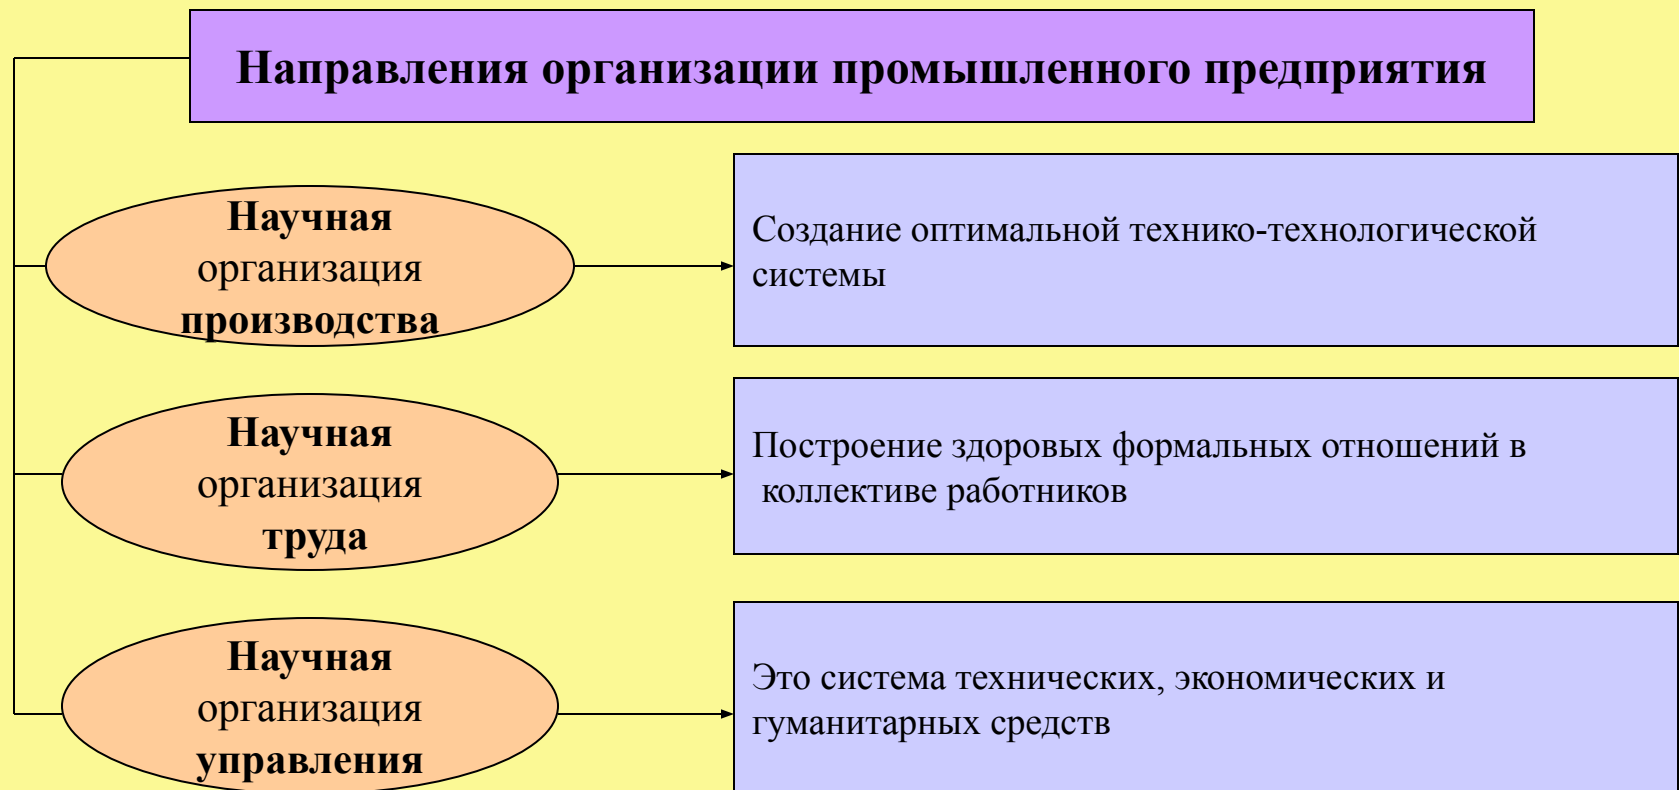 Направления организации промышленного предприятия
Научная
организация
производства
Создание оптимальной технико-технологической
системы
Научная
организация
труда
Построение здоровых формальных отношений в
коллективе работников
Научная
организация
управления
Это система технических, экономических и
гуманитарных средств